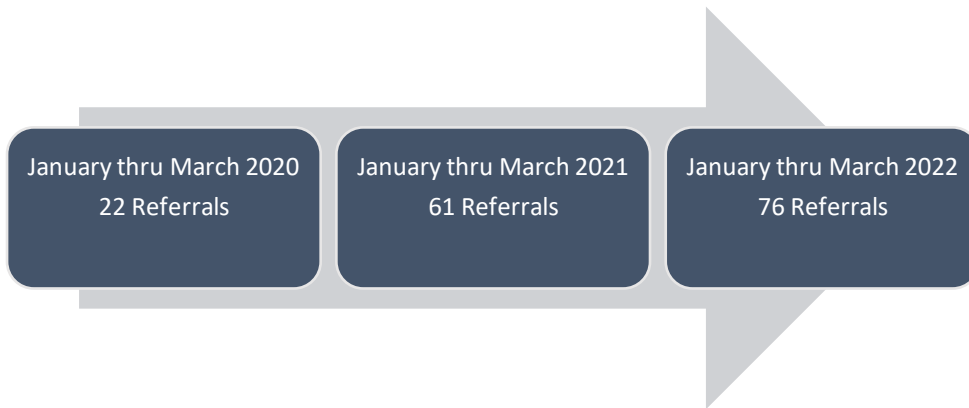 January thru March 2020
22 Referrals
January thru March 2021
61 Referrals
January thru March 2022
76 Referrals